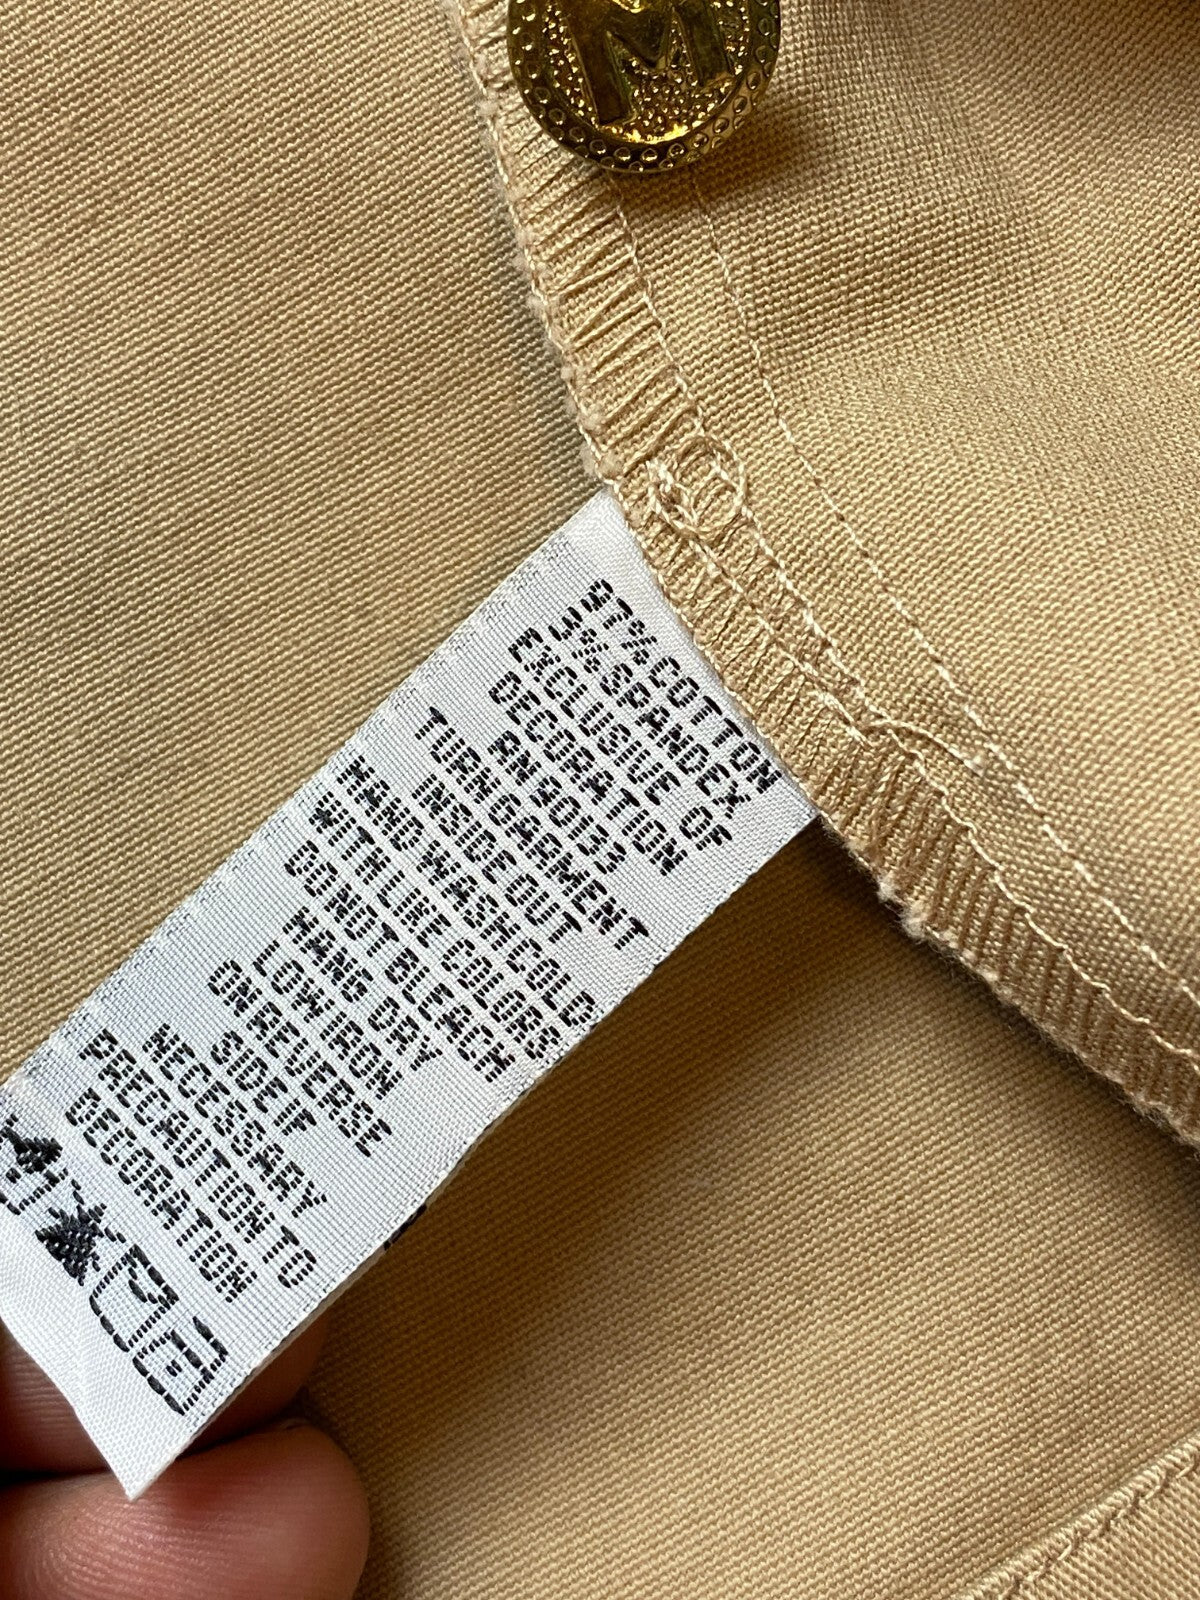 M
97% COTTON
3% SPANDEX,
EXCLUSIVE OF
DECORATION
RN 90133
TURN GARMENT
INSIDE OUT
HAND WASH COLD,
WITH LIKE COLORS
DO NOT BLEACH
HANG DRY
LOW IRON
ON REVERSE
SIDE IF
NECESSARY
PRECAUTION TO
DECORATION